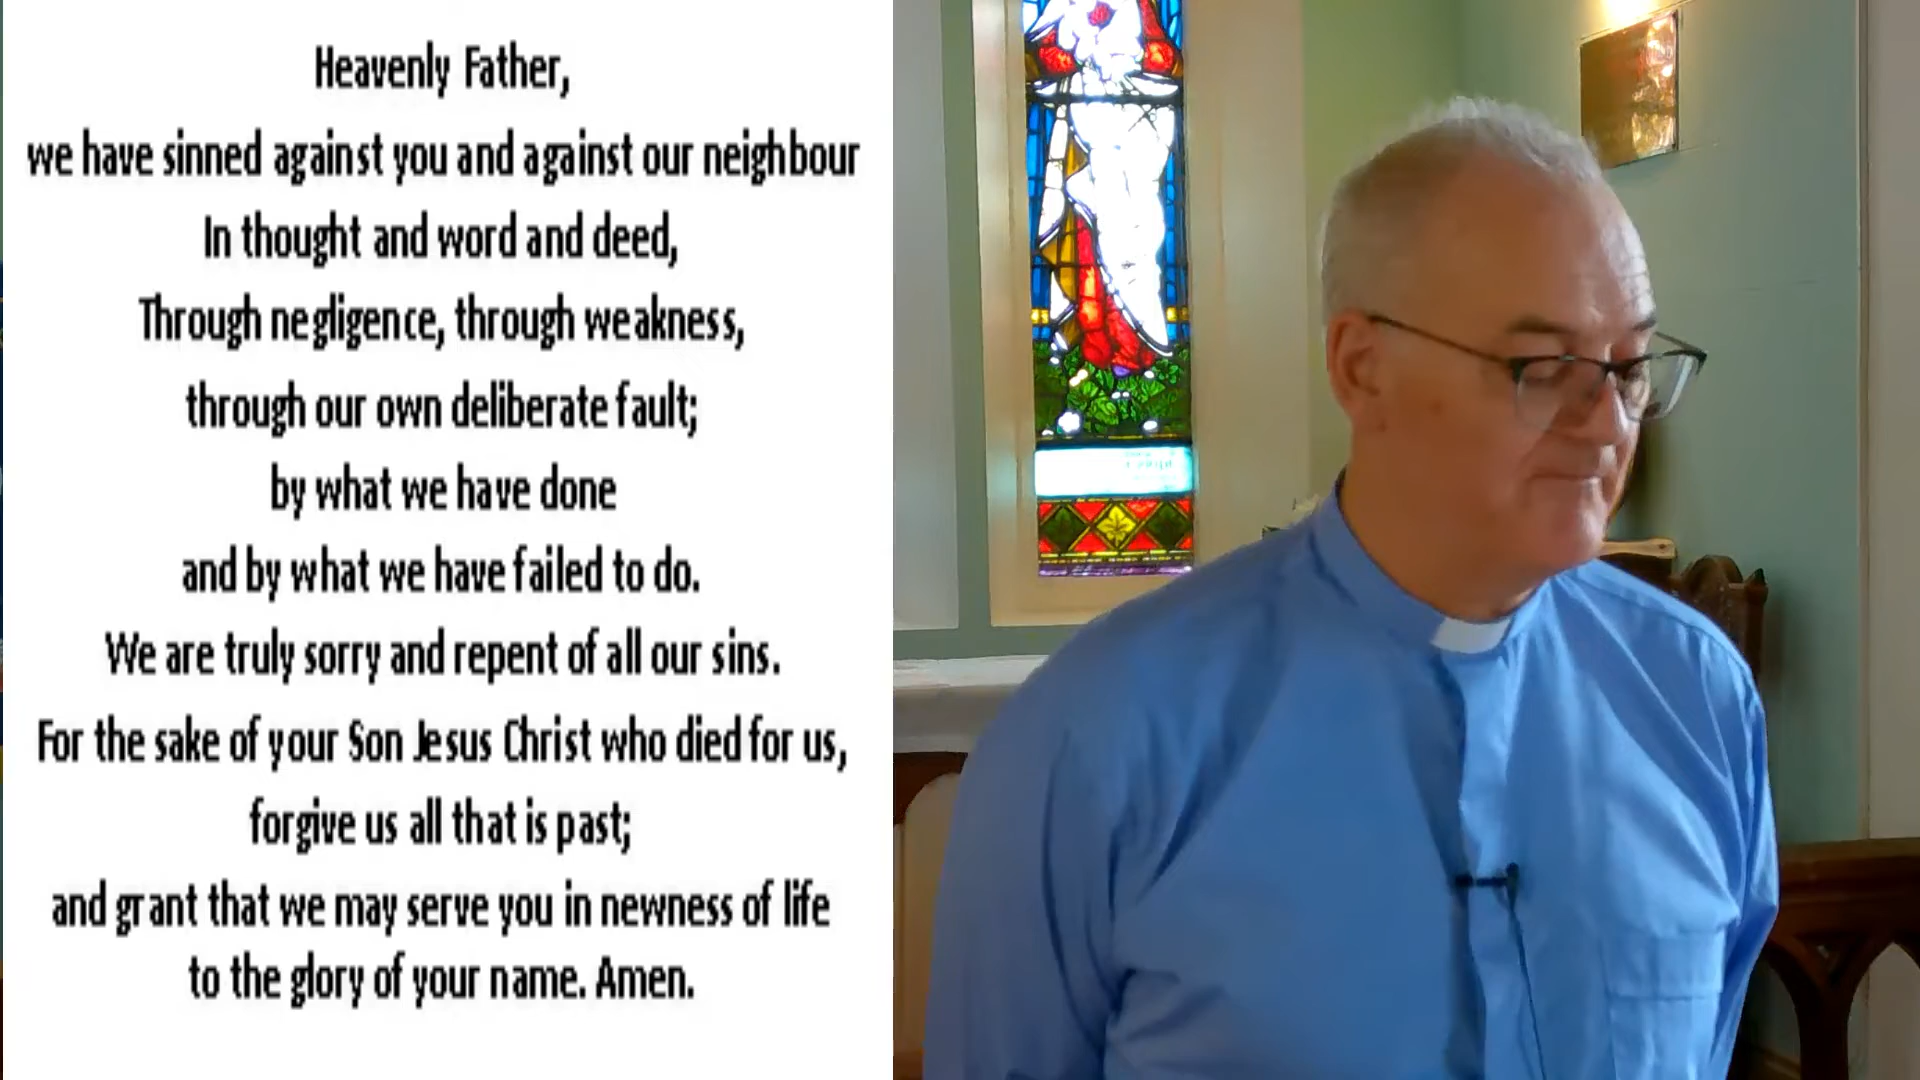 Heavenly Father,
we have sinned against you and against our neighbour
In thought and word and deed,
Through negligence, through weakness,
through our own deliberate fault;
by what we have done
and by what we have failed to do.
We are truly sorry and repent of all our sins.
For the sake of your Son Jesus Christ who died for us,
forgive us all that is past;
and grant that we may serve you in newness of life
to the glory of your name. Amen.